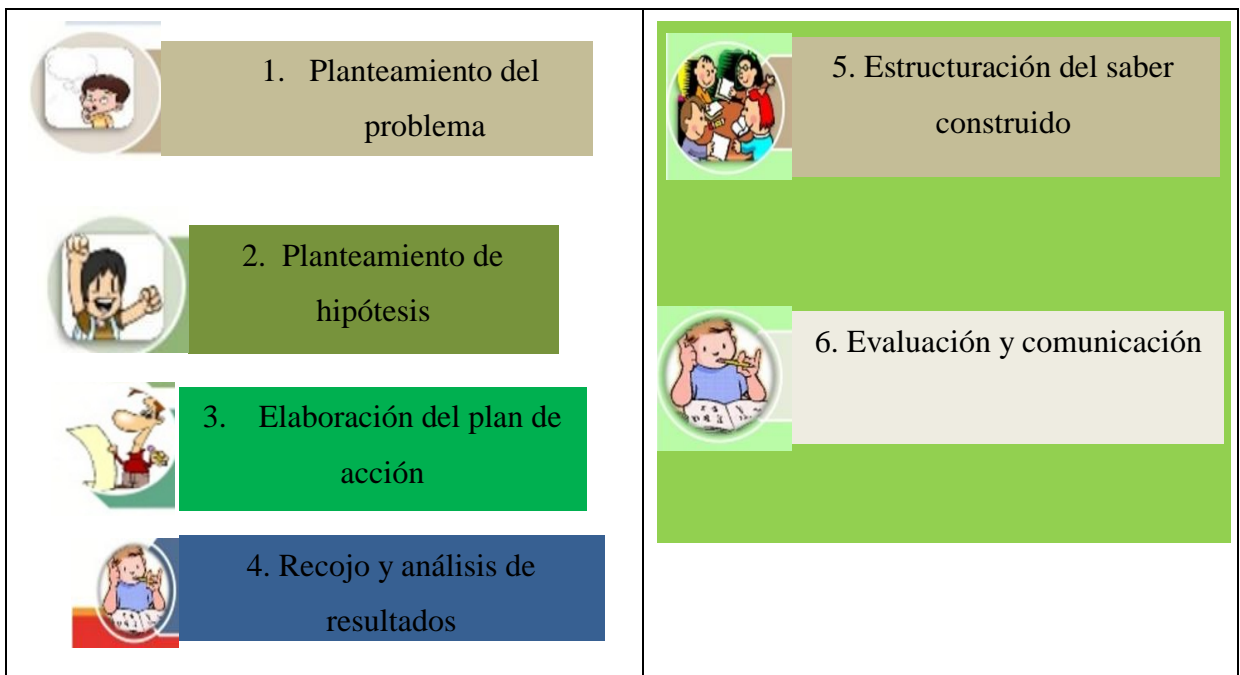 1. Planteamiento del
problema
2. Planteamiento de
hipótesis
3. Elaboración del plan de
acción
4. Recojo y análisis de
resultados
5. Estructuración del saber
construido
6. Evaluación y comunicación